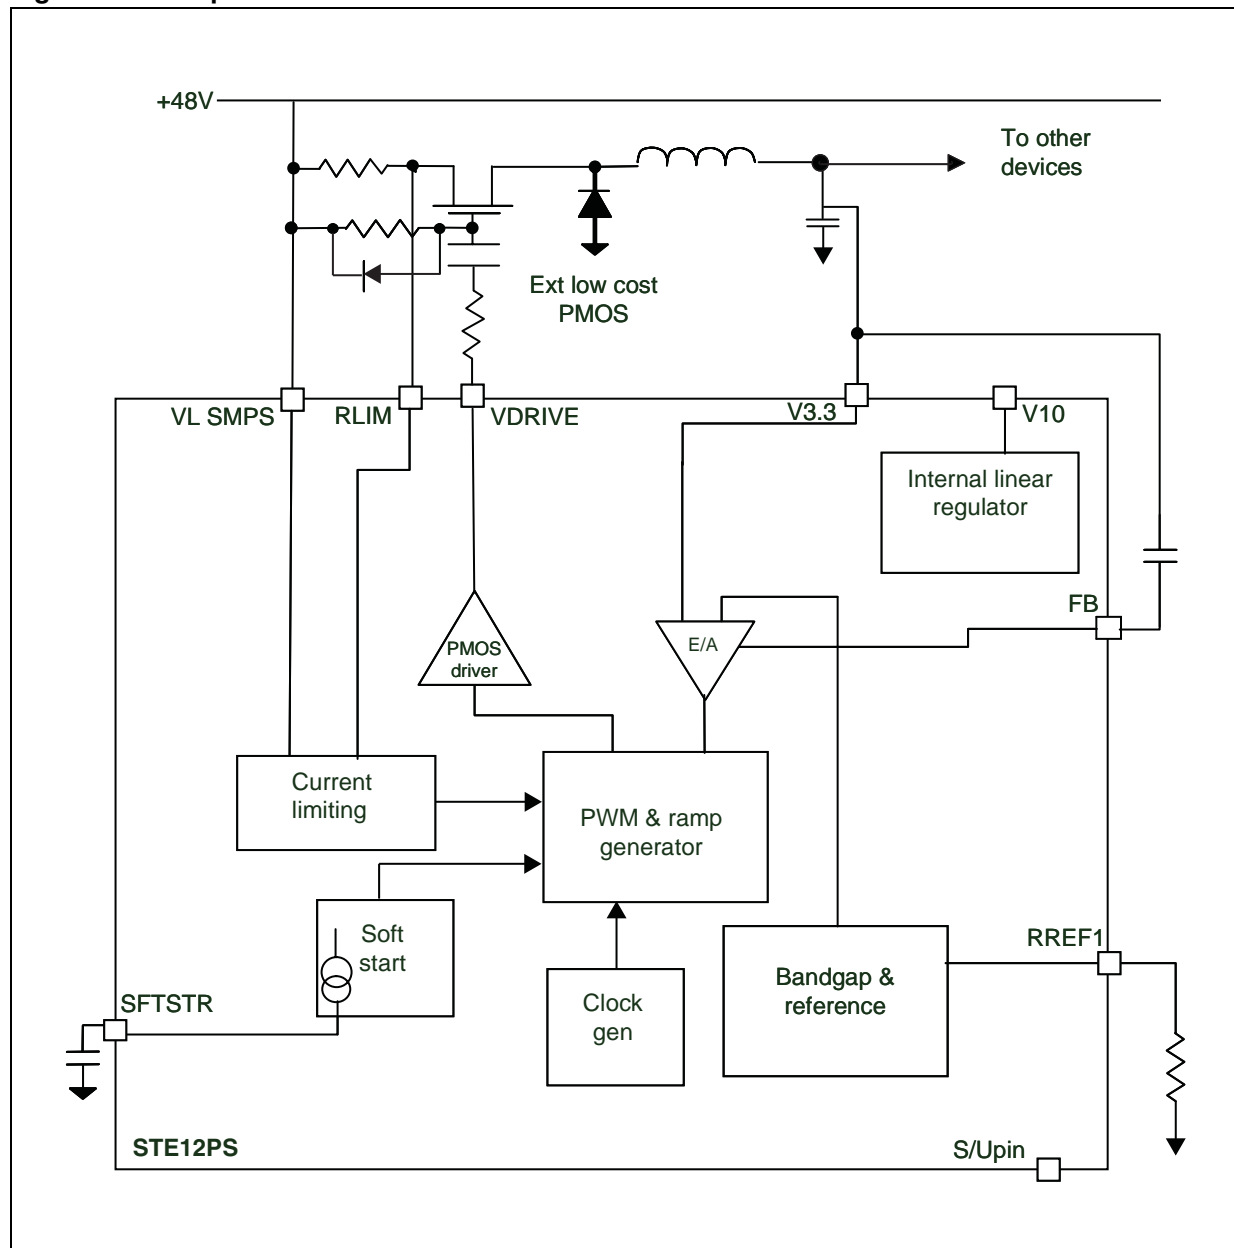 +48V
To other
devices
Ext low cost
PMOS
VL SMPS
RLIM
VDRIVE
V3.3
V10
Internal linear
regulator
FB
E/A
PMOS
driver
Current
limiting
PWM & ramp
generator
Soft
start
RREF1
Bandgap &
reference
Clock
gen
SFTSTR
STE12PS
S/Upin